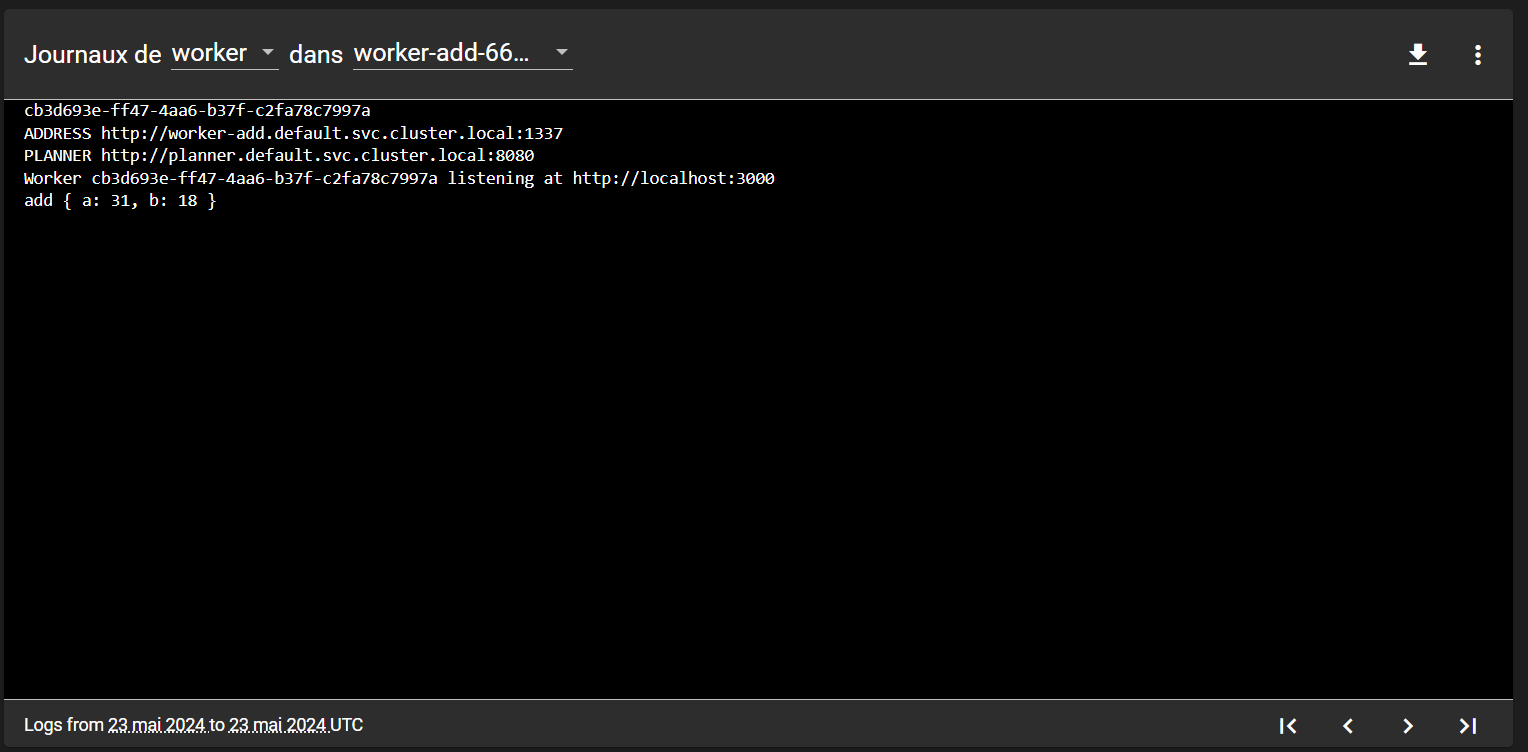 Journaux de worker dans worker-add-66...
cb3d693e-ff47-4aa6-b37f-c2fa78c7997a
ADDRESS http://worker-add.default.svc.cluster.local:1337
PLANNER http://planner.default.svc.cluster.local:8080
Worker cb3d693e-ff47-4aa6-b37f-c2fa78c7997a listening at http://localhost:3000
add { a: 31, b: 18 }
Logs from 23 mai 2024 to 23 mai 2024 UTC